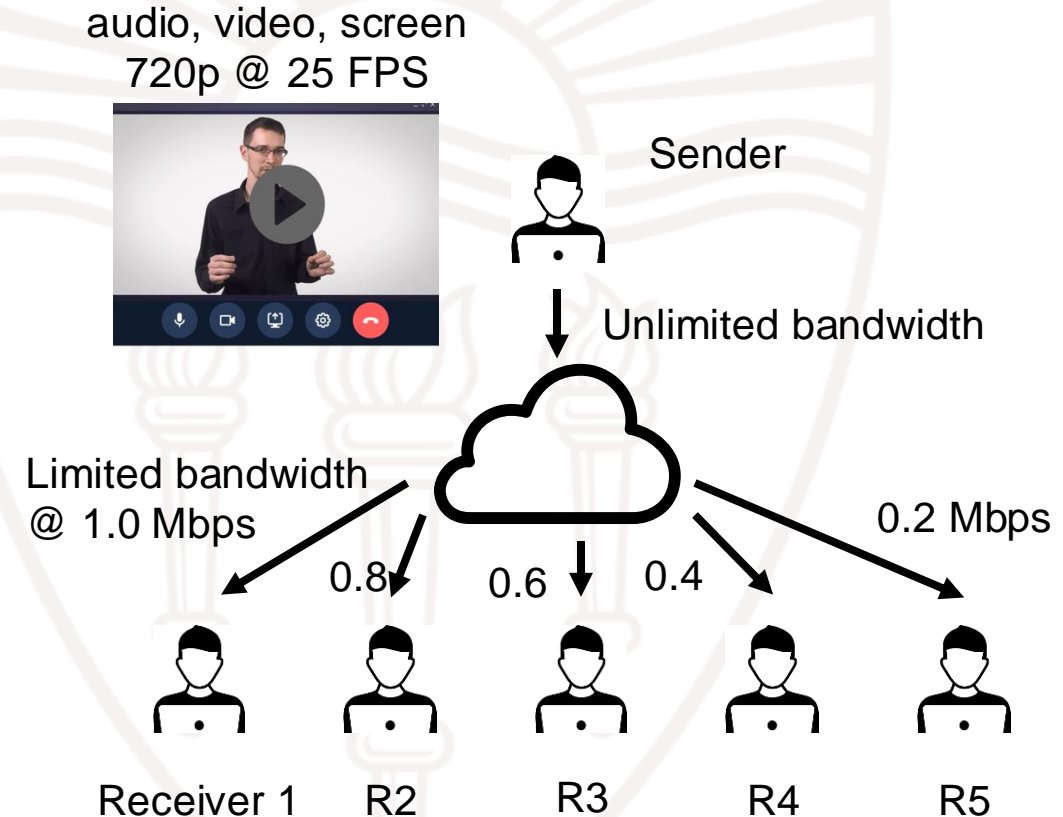 audio, video, screen
720p @ 25 FPS
Sender
Unlimited bandwidth
Limited bandwidth
@ 1.0 Mbps
0.8
0.6
0.4
0.2 Mbps
Receiver 1
R2
R3
R4
R5